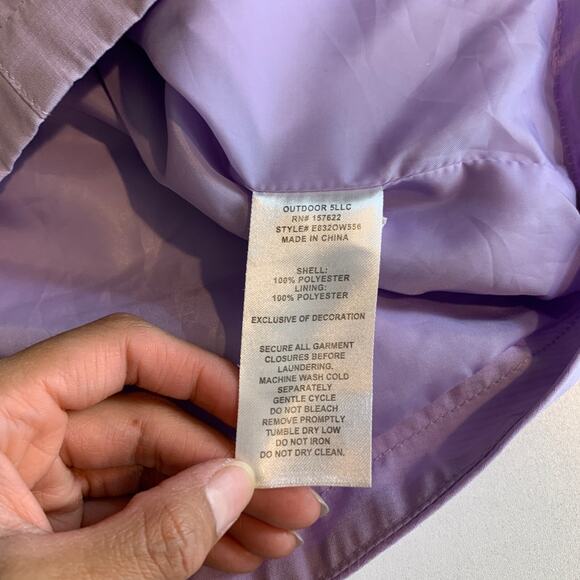 OUTDOOR 5LLC
RN# 157622
STYLE# E832OW556
MADE IN CHINA
SHELL:
100% POLYESTER
LINING:
100% POLYESTER
EXCLUSIVE OF DECORATION
SECURE ALL GARMENT
CLOSURES BEFORE
LAUNDERING.
MACHINE WASH COLD
SEPARATELY
GENTLE CYCLE
DO NOT BLEACH
REMOVE PROMPTLY
TUMBLE DRY LOW
DO NOT IRON
DO NOT DRY CLEAN.